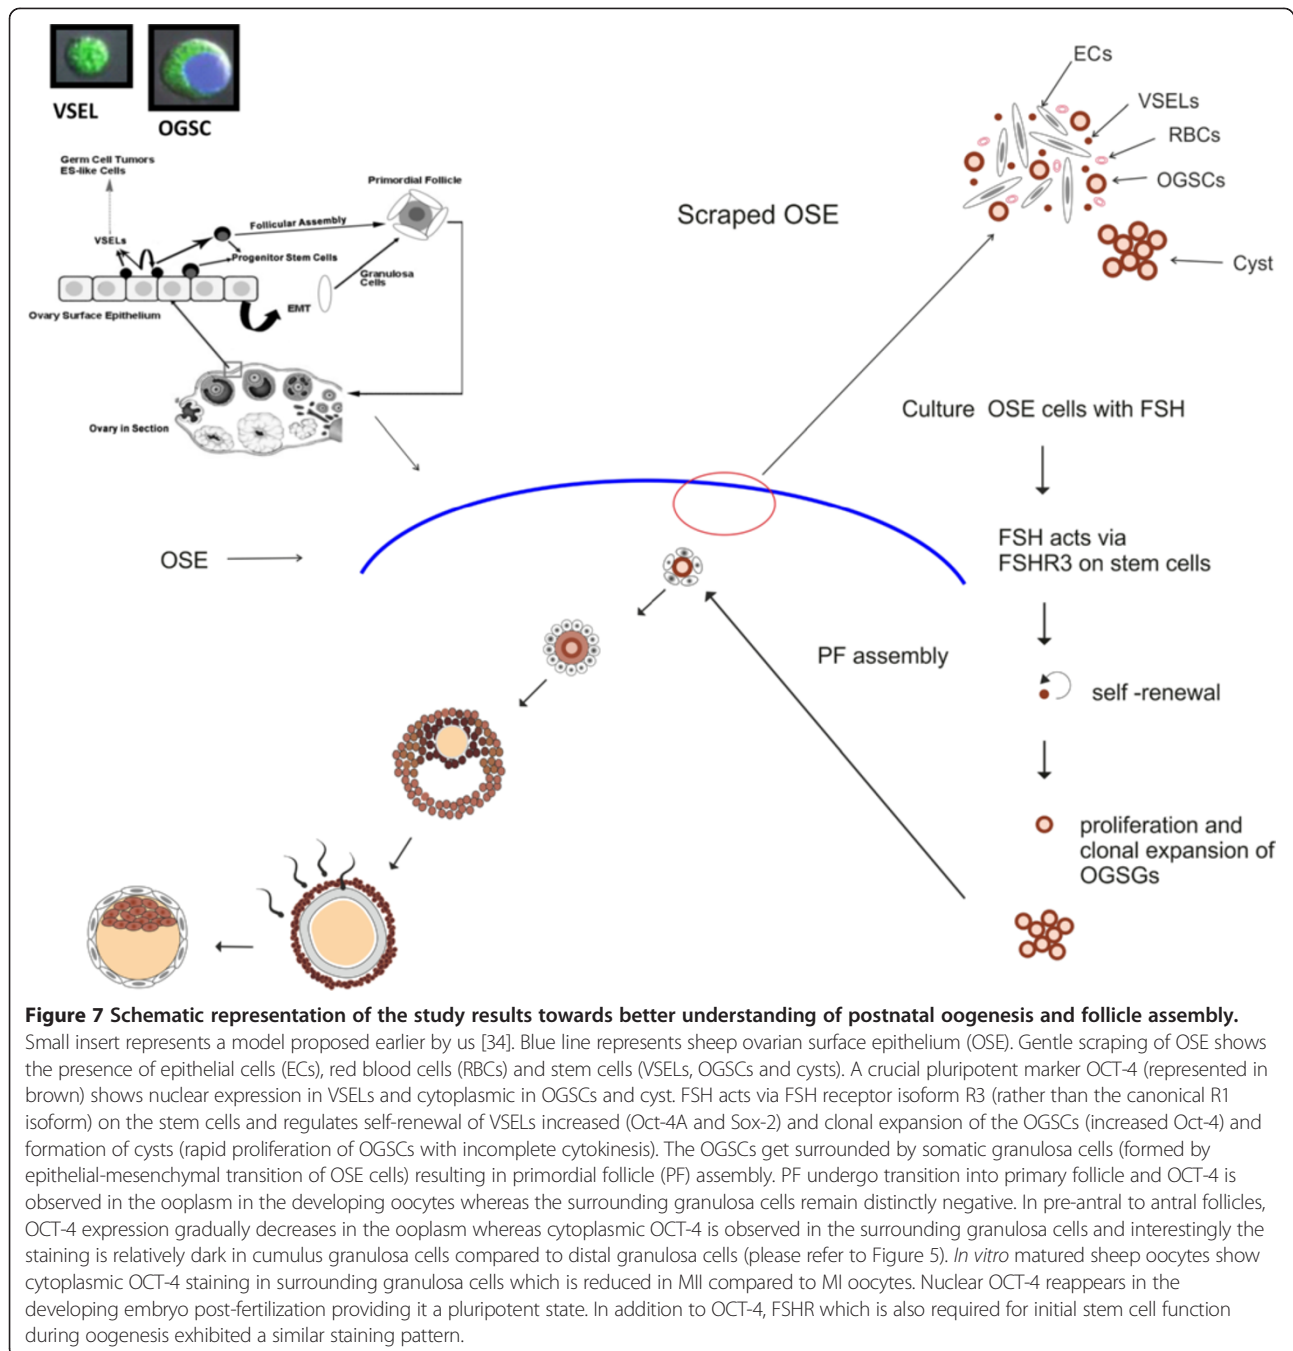 VSEL
OGSC
Germ Cell Tumors
ES-like Cells
Primordial Follicle
Follicular Assembly
VSELs
Progenitor Stem Cells
Granulosa
Cells
EMT
Ovary Surface Epithelium
Ovary in Section
ECs
VSELs
RBCs
OGSCs
Scraped OSE
Cyst
Culture OSE cells with FSH
OSE
FSH acts via
FSHR3 on stem cells
PF assembly
self -renewal
proliferation and
clonal expansion of
OGSGs
Figure 7 Schematic representation of the study results towards better understanding of postnatal oogenesis and follicle assembly.
Small insert represents a model proposed earlier by us [34]. Blue line represents sheep ovarian surface epithelium (OSE). Gentle scraping of OSE shows
the presence of epithelial cells (ECs), red blood cells (RBCs) and stem cells (VSELs, OGSCs and cysts). A crucial pluripotent marker OCT-4 (represented in
brown) shows nuclear expression in VSELs and cytoplasmic in OGSCs and cyst. FSH acts via FSH receptor isoform R3 (rather than the canonical R1
isoform) on the stem cells and regulates self-renewal of VSELs increased (Oct-4A and Sox-2) and clonal expansion of the OGSCs (increased Oct-4) and
formation of cysts (rapid proliferation of OGSCs with incomplete cytokinesis). The OGSCs get surrounded by somatic granulosa cells (formed by
epithelial-mesenchymal transition of OSE cells) resulting in primordial follicle (PF) assembly. PF undergo transition into primary follicle and OCT-4 is
observed in the ooplasm in the developing oocytes whereas the surrounding granulosa cells remain distinctly negative. In pre-antral to antral follicles,
OCT-4 expression gradually decreases in the ooplasm whereas cytoplasmic OCT-4 is observed in the surrounding granulosa cells and interestingly the
staining is relatively dark in cumulus granulosa cells compared to distal granulosa cells (please refer to Figure 5). In vitro matured sheep oocytes show
cytoplasmic OCT-4 staining in surrounding granulosa cells which is reduced in MII compared to MI oocytes. Nuclear OCT-4 reappears in the
developing embryo post-fertilization providing it a pluripotent state. In addition to OCT-4, FSHR which is also required for initial stem cell function
during oogenesis exhibited a similar staining pattern.